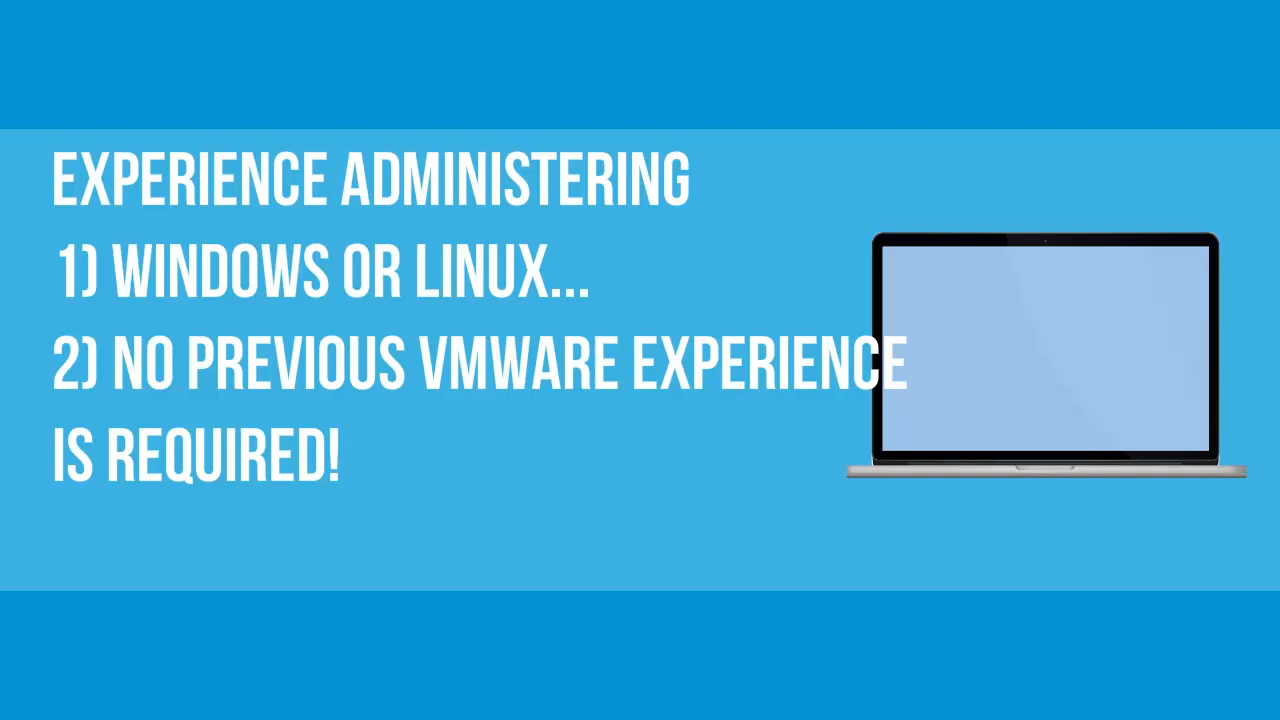 EXPERIENCE ADMINISTERING
1) WINDOWS OR LINUX...
2) NO PREVIOUS VMWARE EXPERIENCE
IS REQUIRED!